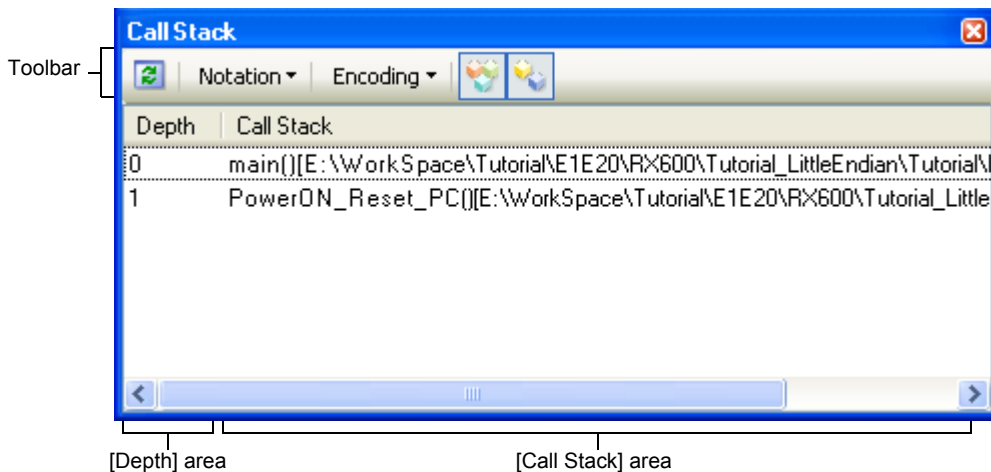 Call Stack
Toolbar
Notation Encoding
Depth Call Stack
0 main()[E:\WorkSpace\Tutorial\E1E20\RX600\Tutorial_LittleEndian\Tutorial\
1 PowerON_Reset_PC()[E:\WorkSpace\Tutorial\E1E20\RX600\Tutorial_Little
[Depth] area [Call Stack] area